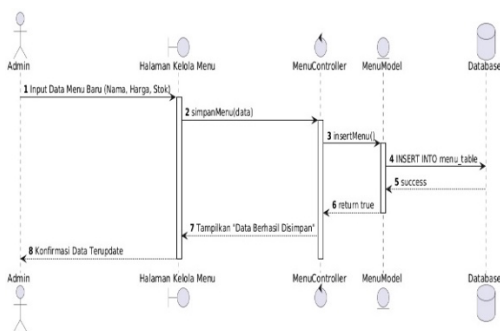 Admin
Halaman Kelola Menu
MenuController
MenuModel
Database
1 Input Data Menu Baru (Nama, Harga, Stok)
2 simpanMenu(data)
3 insertMenu()
4 INSERT INTO menu_table
5 success
6 return true
7 Tampilkan "Data Berhasil Disimpan"
8 Konfirmasi Data Terupdate
Admin
Halaman Kelola Menu
MenuController
MenuModel
Database